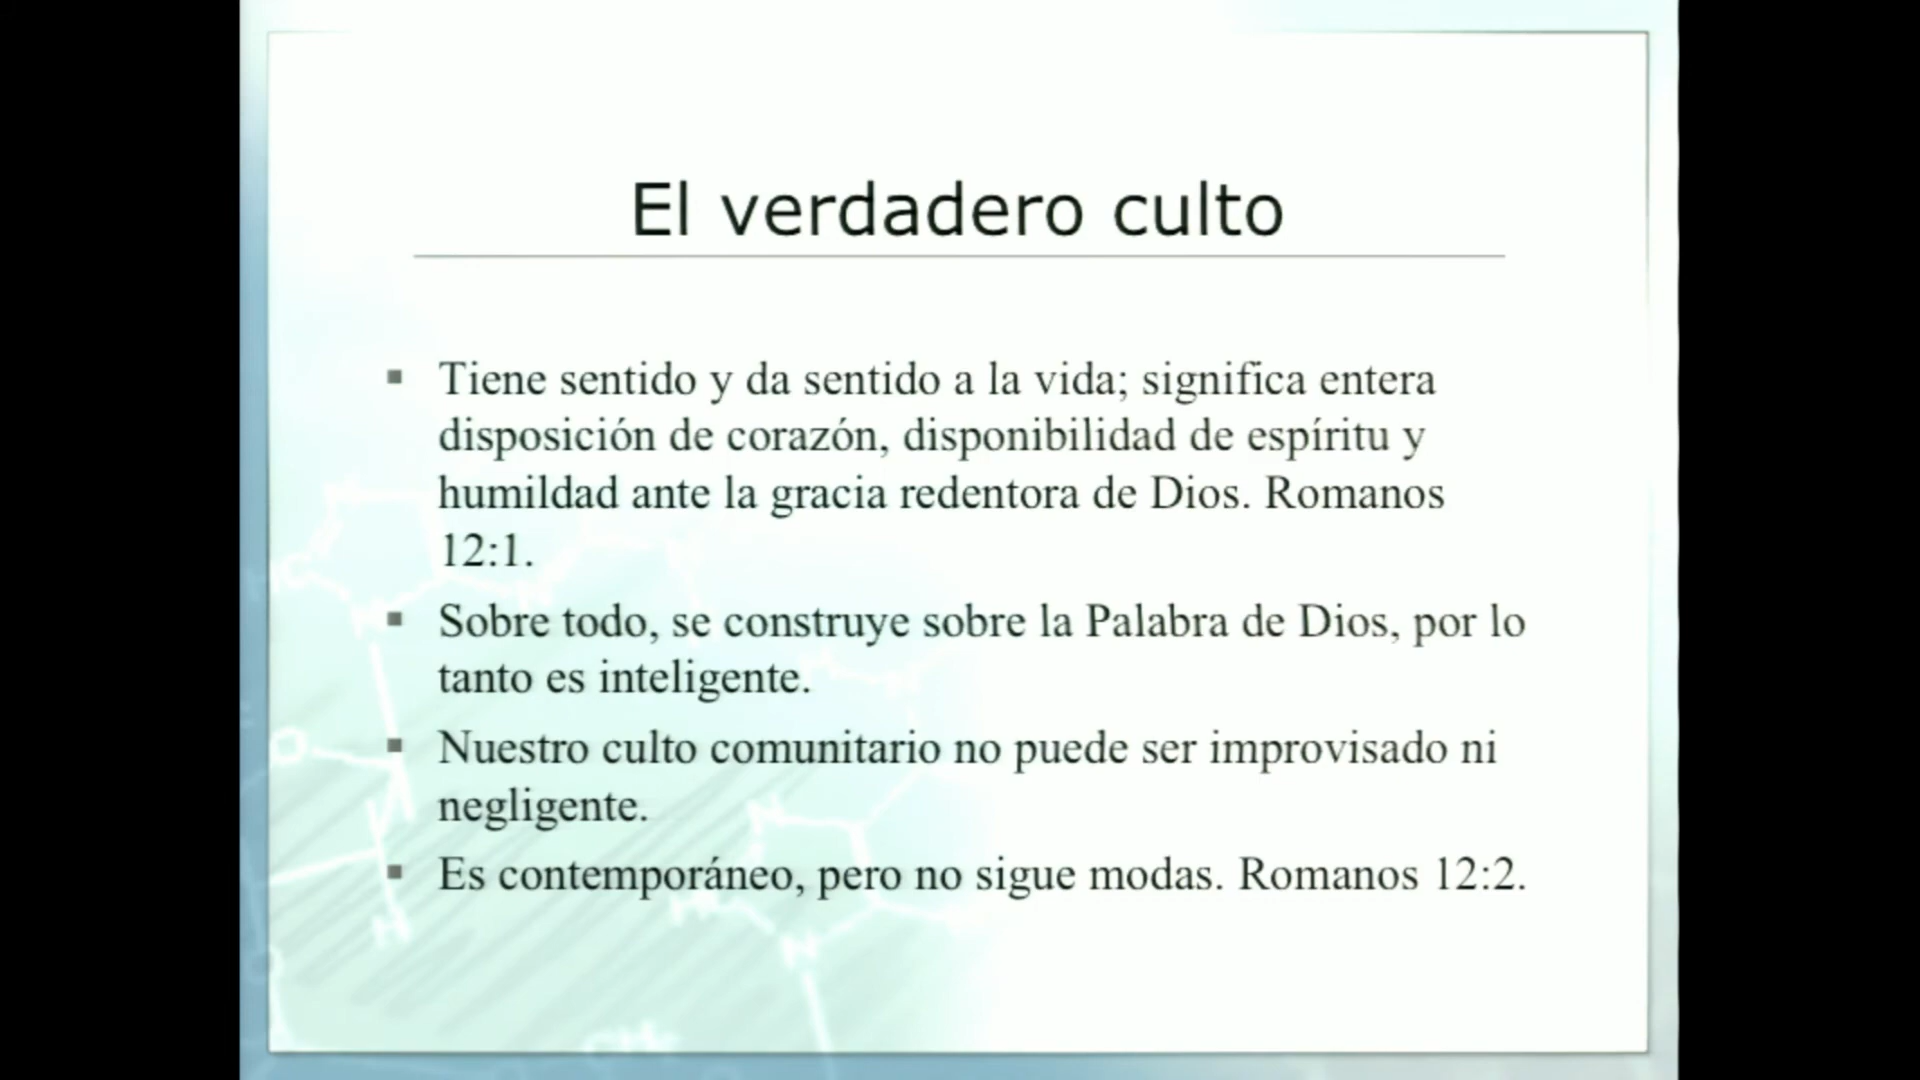 El verdadero culto
▪ Tiene sentido y da sentido a la vida; significa entera
disposición de corazón, disponibilidad de espíritu y
humildad ante la gracia redentora de Dios. Romanos
12:1.
▪ Sobre todo, se construye sobre la Palabra de Dios, por lo
tanto es inteligente.
▪ Nuestro culto comunitario no puede ser improvisado ni
negligente.
▪ Es contemporáneo, pero no sigue modas. Romanos 12:2.